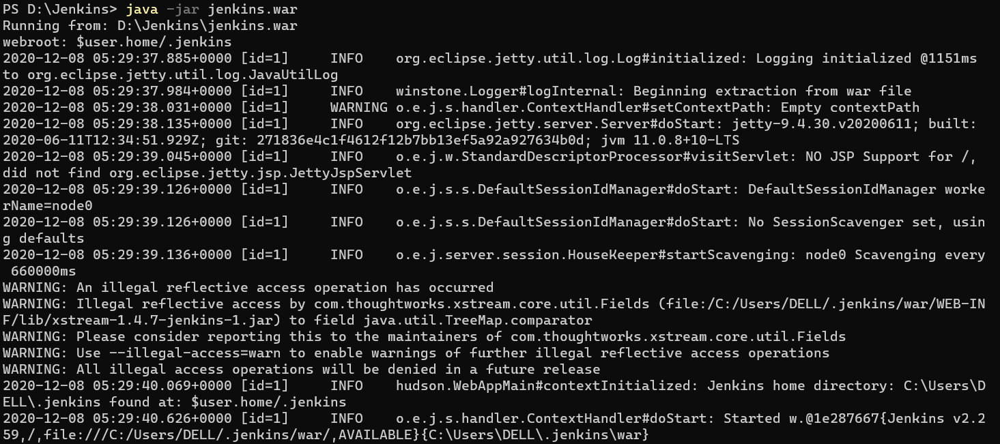 PS D:\Jenkins> java -jar jenkins.war
Running from: D:\Jenkins\jenkins.war
webroot: $user.home/.jenkins
2020-12-08 05:29:37.885+0000 [id=1]     INFO    org.eclipse.jetty.util.log.Log#initialized: Logging initialized @1151ms
to org.eclipse.jetty.util.log.JavaUtilLog
2020-12-08 05:29:37.984+0000 [id=1]     INFO    winstone.Logger#logInternal: Beginning extraction from war file
2020-12-08 05:29:38.031+0000 [id=1]     WARNING o.e.j.s.handler.ContextHandler#setContextPath: Empty contextPath
2020-12-08 05:29:38.135+0000 [id=1]     INFO    org.eclipse.jetty.server.Server#doStart: jetty-9.4.30.v20200611; built:
2020-06-11T12:34:51.929Z; git: 271836e4c1f4612f12b7bb13ef5a92a927634b0d; jvm 11.0.8+10-LTS
2020-12-08 05:29:39.045+0000 [id=1]     INFO    o.e.j.w.StandardDescriptorProcessor#visitServlet: NO JSP Support for /,
did not find org.eclipse.jetty.jsp.JettyJspServlet
2020-12-08 05:29:39.126+0000 [id=1]     INFO    o.e.j.s.s.DefaultSessionIdManager#doStart: DefaultSessionIdManager worke
rName=node0
2020-12-08 05:29:39.126+0000 [id=1]     INFO    o.e.j.s.s.DefaultSessionIdManager#doStart: No SessionScavenger set, usin
g defaults
2020-12-08 05:29:39.136+0000 [id=1]     INFO    o.e.j.server.session.HouseKeeper#startScavenging: node0 Scavenging every
 660000ms
WARNING: An illegal reflective access operation has occurred
WARNING: Illegal reflective access by com.thoughtworks.xstream.core.util.Fields (file:/C:/Users/DELL/.jenkins/war/WEB-IN
F/lib/xstream-1.4.7-jenkins-1.jar) to field java.util.TreeMap.comparator
WARNING: Please consider reporting this to the maintainers of com.thoughtworks.xstream.core.util.Fields
WARNING: Use --illegal-access=warn to enable warnings of further illegal reflective access operations
WARNING: All illegal access operations will be denied in a future release
2020-12-08 05:29:40.069+0000 [id=1]     INFO    hudson.WebAppMain#contextInitialized: Jenkins home directory: C:\Users\D
ELL\.jenkins found at: $user.home/.jenkins
2020-12-08 05:29:40.626+0000 [id=1]     INFO    o.e.j.s.handler.ContextHandler#doStart: Started w.@1e287667{Jenkins v2.2
59,/,file:///C:/Users/DELL/.jenkins/war/,AVAILABLE}{C:\Users\DELL\.jenkins\war}